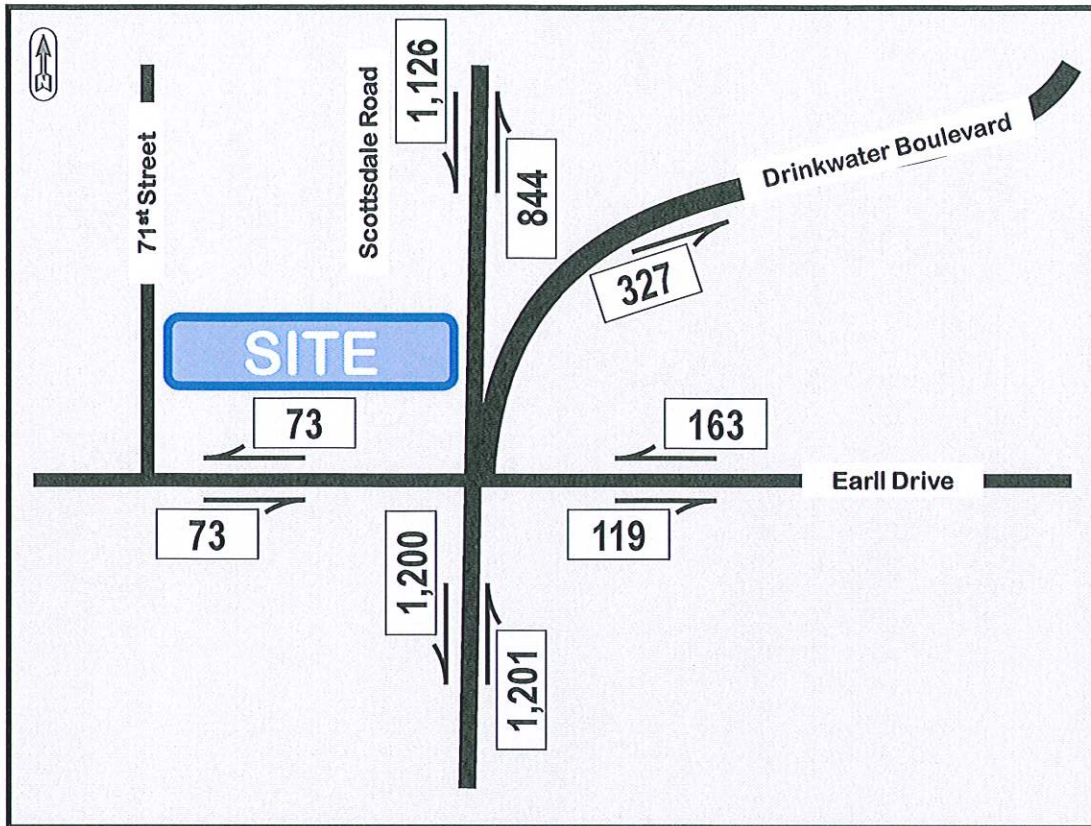 71st Street
Scottsdale Road
1,126
844
Drinkwater Boulevard
327
SITE
73
163
Earll Drive
73
119
1,200
1,201